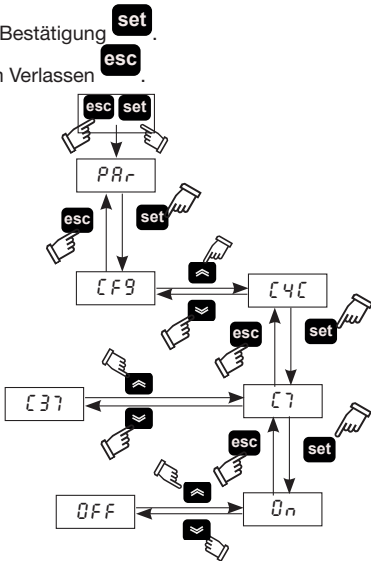 Bestätigung set.
n Verlassen esc.
esc set
PAr
esc set
CF9 C4C
esc set
C37 C7
esc set
OFF On